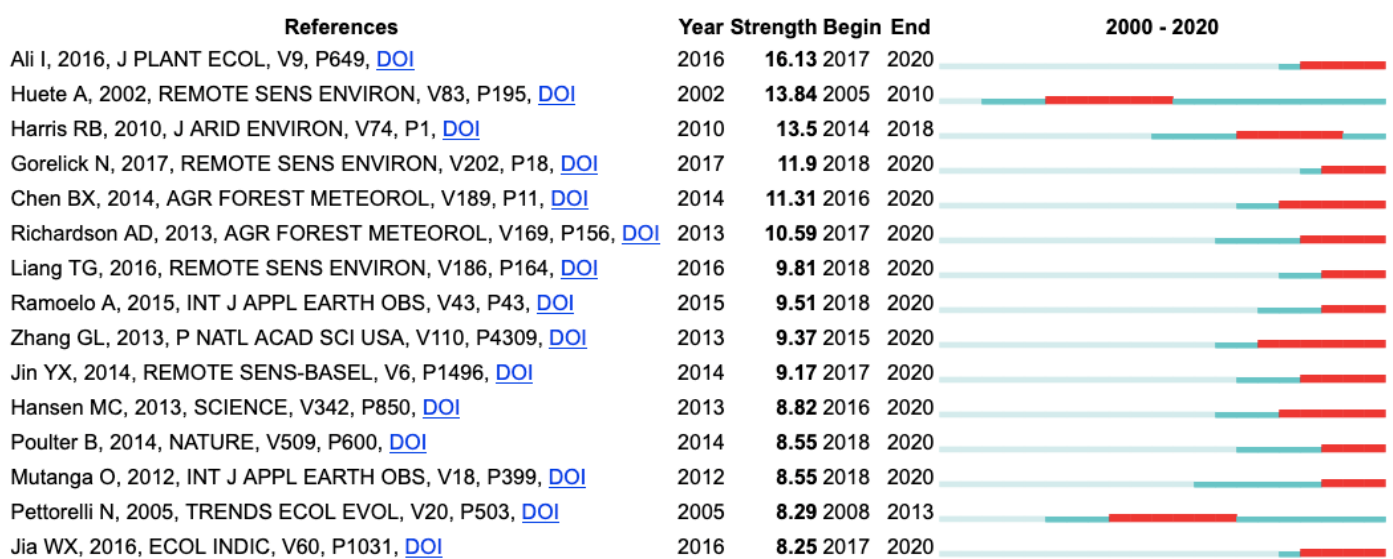 References Year Strength Begin End 2000 - 2020
Ali I, 2016, J PLANT ECOL, V9, P649, DOI 2016 16.13 2017 2020
Huete A, 2002, REMOTE SENS ENVIRON, V83, P195, DOI 2002 13.84 2005 2010
Harris RB, 2010, J ARID ENVIRON, V74, P1, DOI 2010 13.5 2014 2018
Gorelick N, 2017, REMOTE SENS ENVIRON, V202, P18, DOI 2017 11.9 2018 2020
Chen BX, 2014, AGR FOREST METEOROL, V189, P11, DOI 2014 11.31 2016 2020
Richardson AD, 2013, AGR FOREST METEOROL, V169, P156, DOI 2013 10.59 2017 2020
Liang TG, 2016, REMOTE SENS ENVIRON, V186, P164, DOI 2016 9.81 2018 2020
Ramoelo A, 2015, INT J APPL EARTH OBS, V43, P43, DOI 2015 9.51 2018 2020
Zhang GL, 2013, P NATL ACAD SCI USA, V110, P4309, DOI 2013 9.37 2015 2020
Jin YX, 2014, REMOTE SENS-BASEL, V6, P1496, DOI 2014 9.17 2017 2020
Hansen MC, 2013, SCIENCE, V342, P850, DOI 2013 8.82 2016 2020
Poulter B, 2014, NATURE, V509, P600, DOI 2014 8.55 2018 2020
Mutanga O, 2012, INT J APPL EARTH OBS, V18, P399, DOI 2012 8.55 2018 2020
Pettorelli N, 2005, TRENDS ECOL EVOL, V20, P503, DOI 2005 8.29 2008 2013
Jia WX, 2016, ECOL INDIC, V60, P1031, DOI 2016 8.25 2017 2020